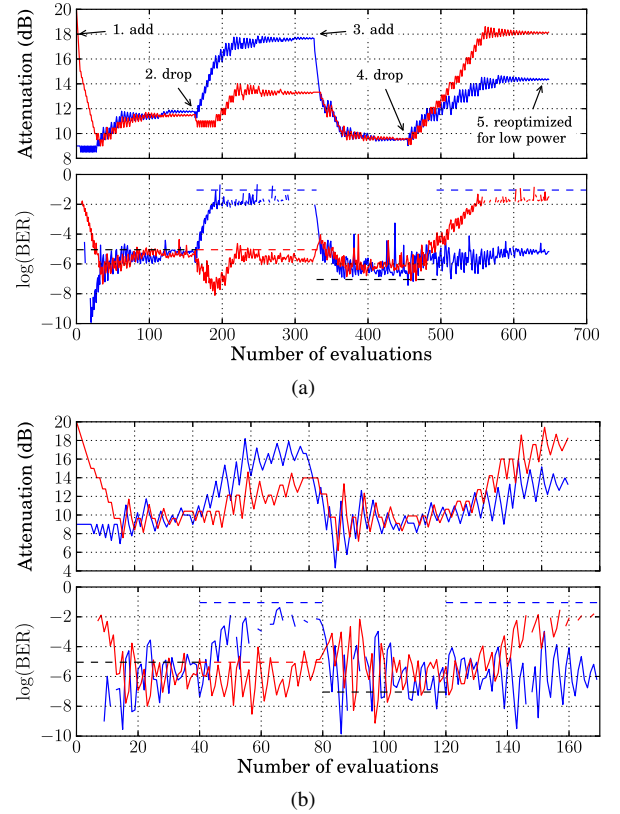 20
18
16
14
12
10
8
Attenuation (dB)
1. add
2. drop
3. add
4. drop
5. reoptimized
for low power
0
−2
−4
−6
−8
−10
log(BER)
0 100 200 300 400 500 600 700
Number of evaluations
(a)
20
18
16
14
12
10
8
6
4
Attenuation (dB)
0
−2
−4
−6
−8
−10
log(BER)
0 20 40 60 80 100 120 140 160
Number of evaluations
(b)